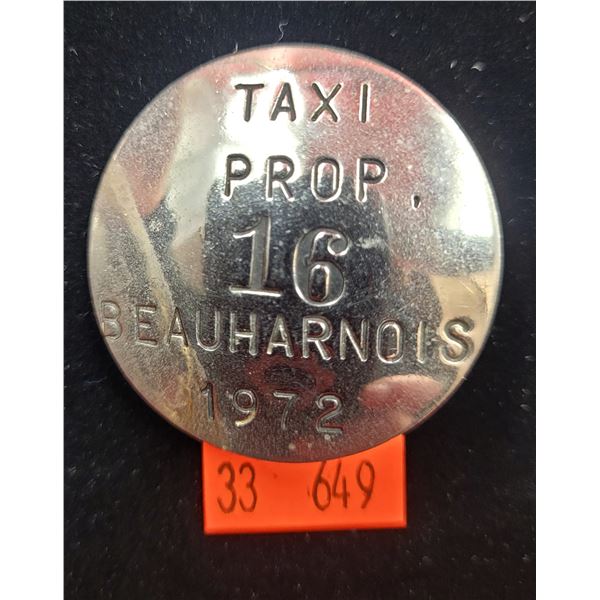 TAXI
PROP.
16
BEAUHARNOIS
1972
33 649